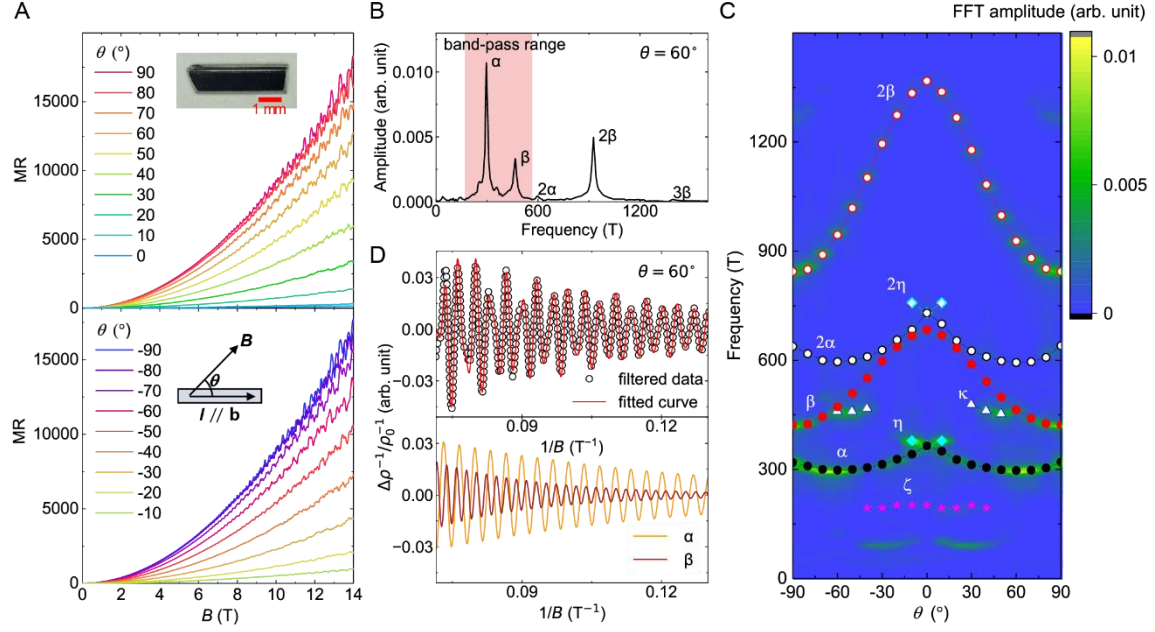 A
θ (°)
90
80
70
60
50
40
30
20
10
0
1 mm
MR
15000
10000
5000
0
θ (°)
-90
-80
-70
-60
-50
-40
-30
-20
-10
B
θ
I // b
MR
15000
10000
5000
0
0 2 4 6 8 10 12 14
B (T)
B
band-pass range
θ = 60°
α
β
2α
2β
3β
Amplitude (arb. unit)
0.010
0.005
0.000
0 600 1200
Frequency (T)
D
θ = 60°
0.03
0.00
-0.03
filtered data
fitted curve
0.09 0.12
1/B (T⁻¹)
Δρ⁻¹/ρ₀⁻¹ (arb. unit)
0.03
0.00
-0.03
α
β
0.09 0.12
1/B (T⁻¹)
C
FFT amplitude (arb. unit)
0.01
0.005
0
2β
2η
2α
β
κ
η
α
ζ
Frequency (T)
1200
900
600
300
0
-90 -60 -30 0 30 60 90
θ (°)